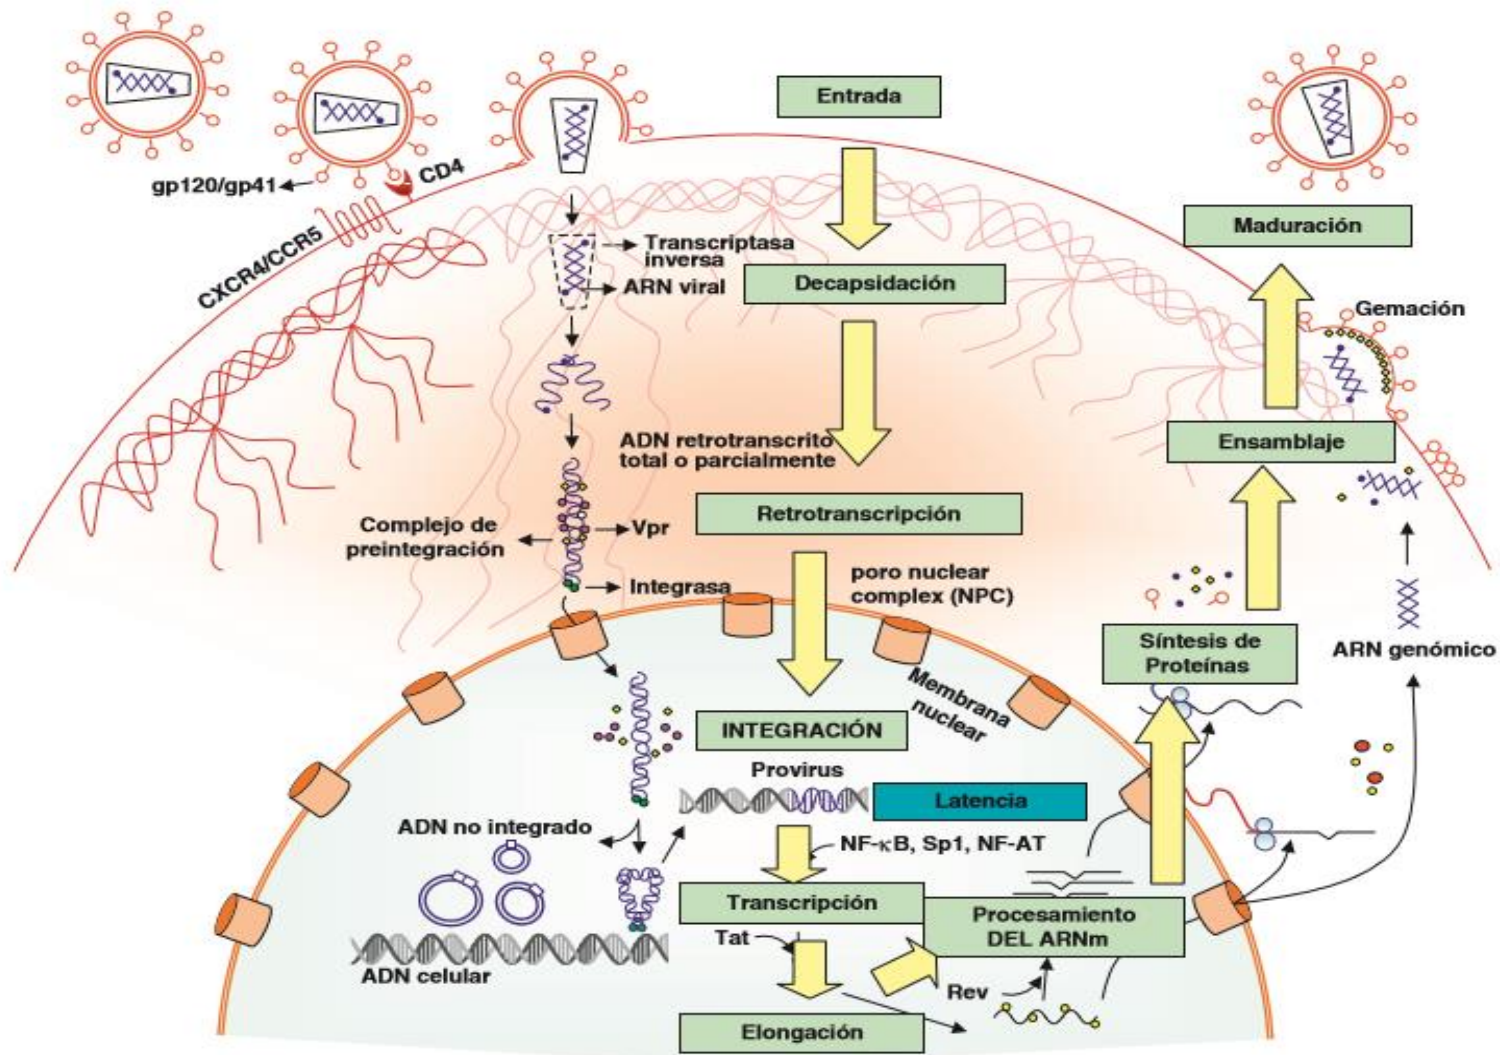 Entrada
gp120/gp41
CD4
CXCR4/CCR5
Transcriptasa
inversa
ARN viral
Decapsidación
Maduración
Gemación
ADN retrotranscrito
total o parcialmente
Ensamblaje
Complejo de
preintegración
Vpr
Retrotranscripción
Integrasa
poro nuclear
complex (NPC)
Síntesis de
Proteínas
ARN genómico
Membrana
nuclear
INTEGRACIÓN
Provirus
Latencia
ADN no integrado
NF-κB, Sp1, NF-AT
Transcripción
Procesamiento
DEL ARNm
Tat
ADN celular
Rev
Elongación